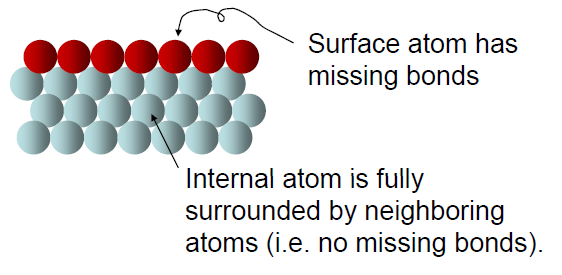 Surface atom has
missing bonds
Internal atom is fully
surrounded by neighboring
atoms (i.e. no missing bonds).